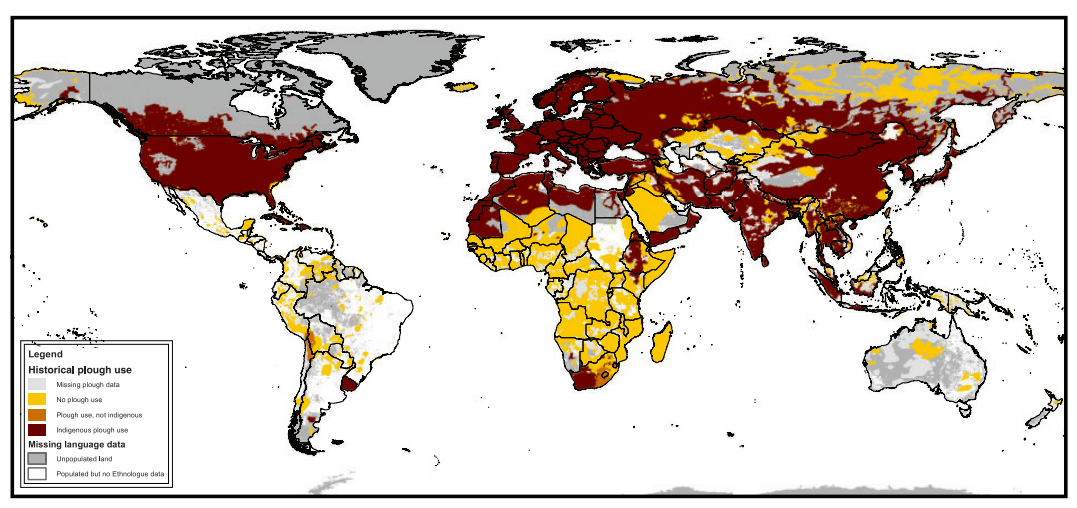 Legend
Historical plough use
Missing plough data
No plough use
Plough use, not indigenous
Indigenous plough use
Missing language data
Unpopulated land
Populated but no Ethnologue data